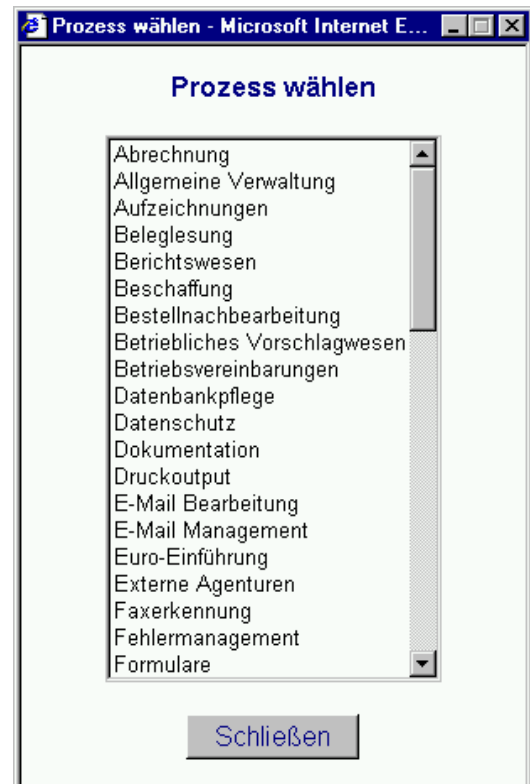 Prozess wählen - Microsoft Internet E...
Prozess wählen
Abrechnung
Allgemeine Verwaltung
Aufzeichnungen
Beleglesung
Berichtswesen
Beschaffung
Bestellnachbearbeitung
Betriebliches Vorschlagwesen
Betriebsvereinbarungen
Datenbankpflege
Datenschutz
Dokumentation
Druckoutput
E-Mail Bearbeitung
E-Mail Management
Euro-Einführung
Externe Agenturen
Faxerkennung
Fehlermanagement
Formulare
Schließen